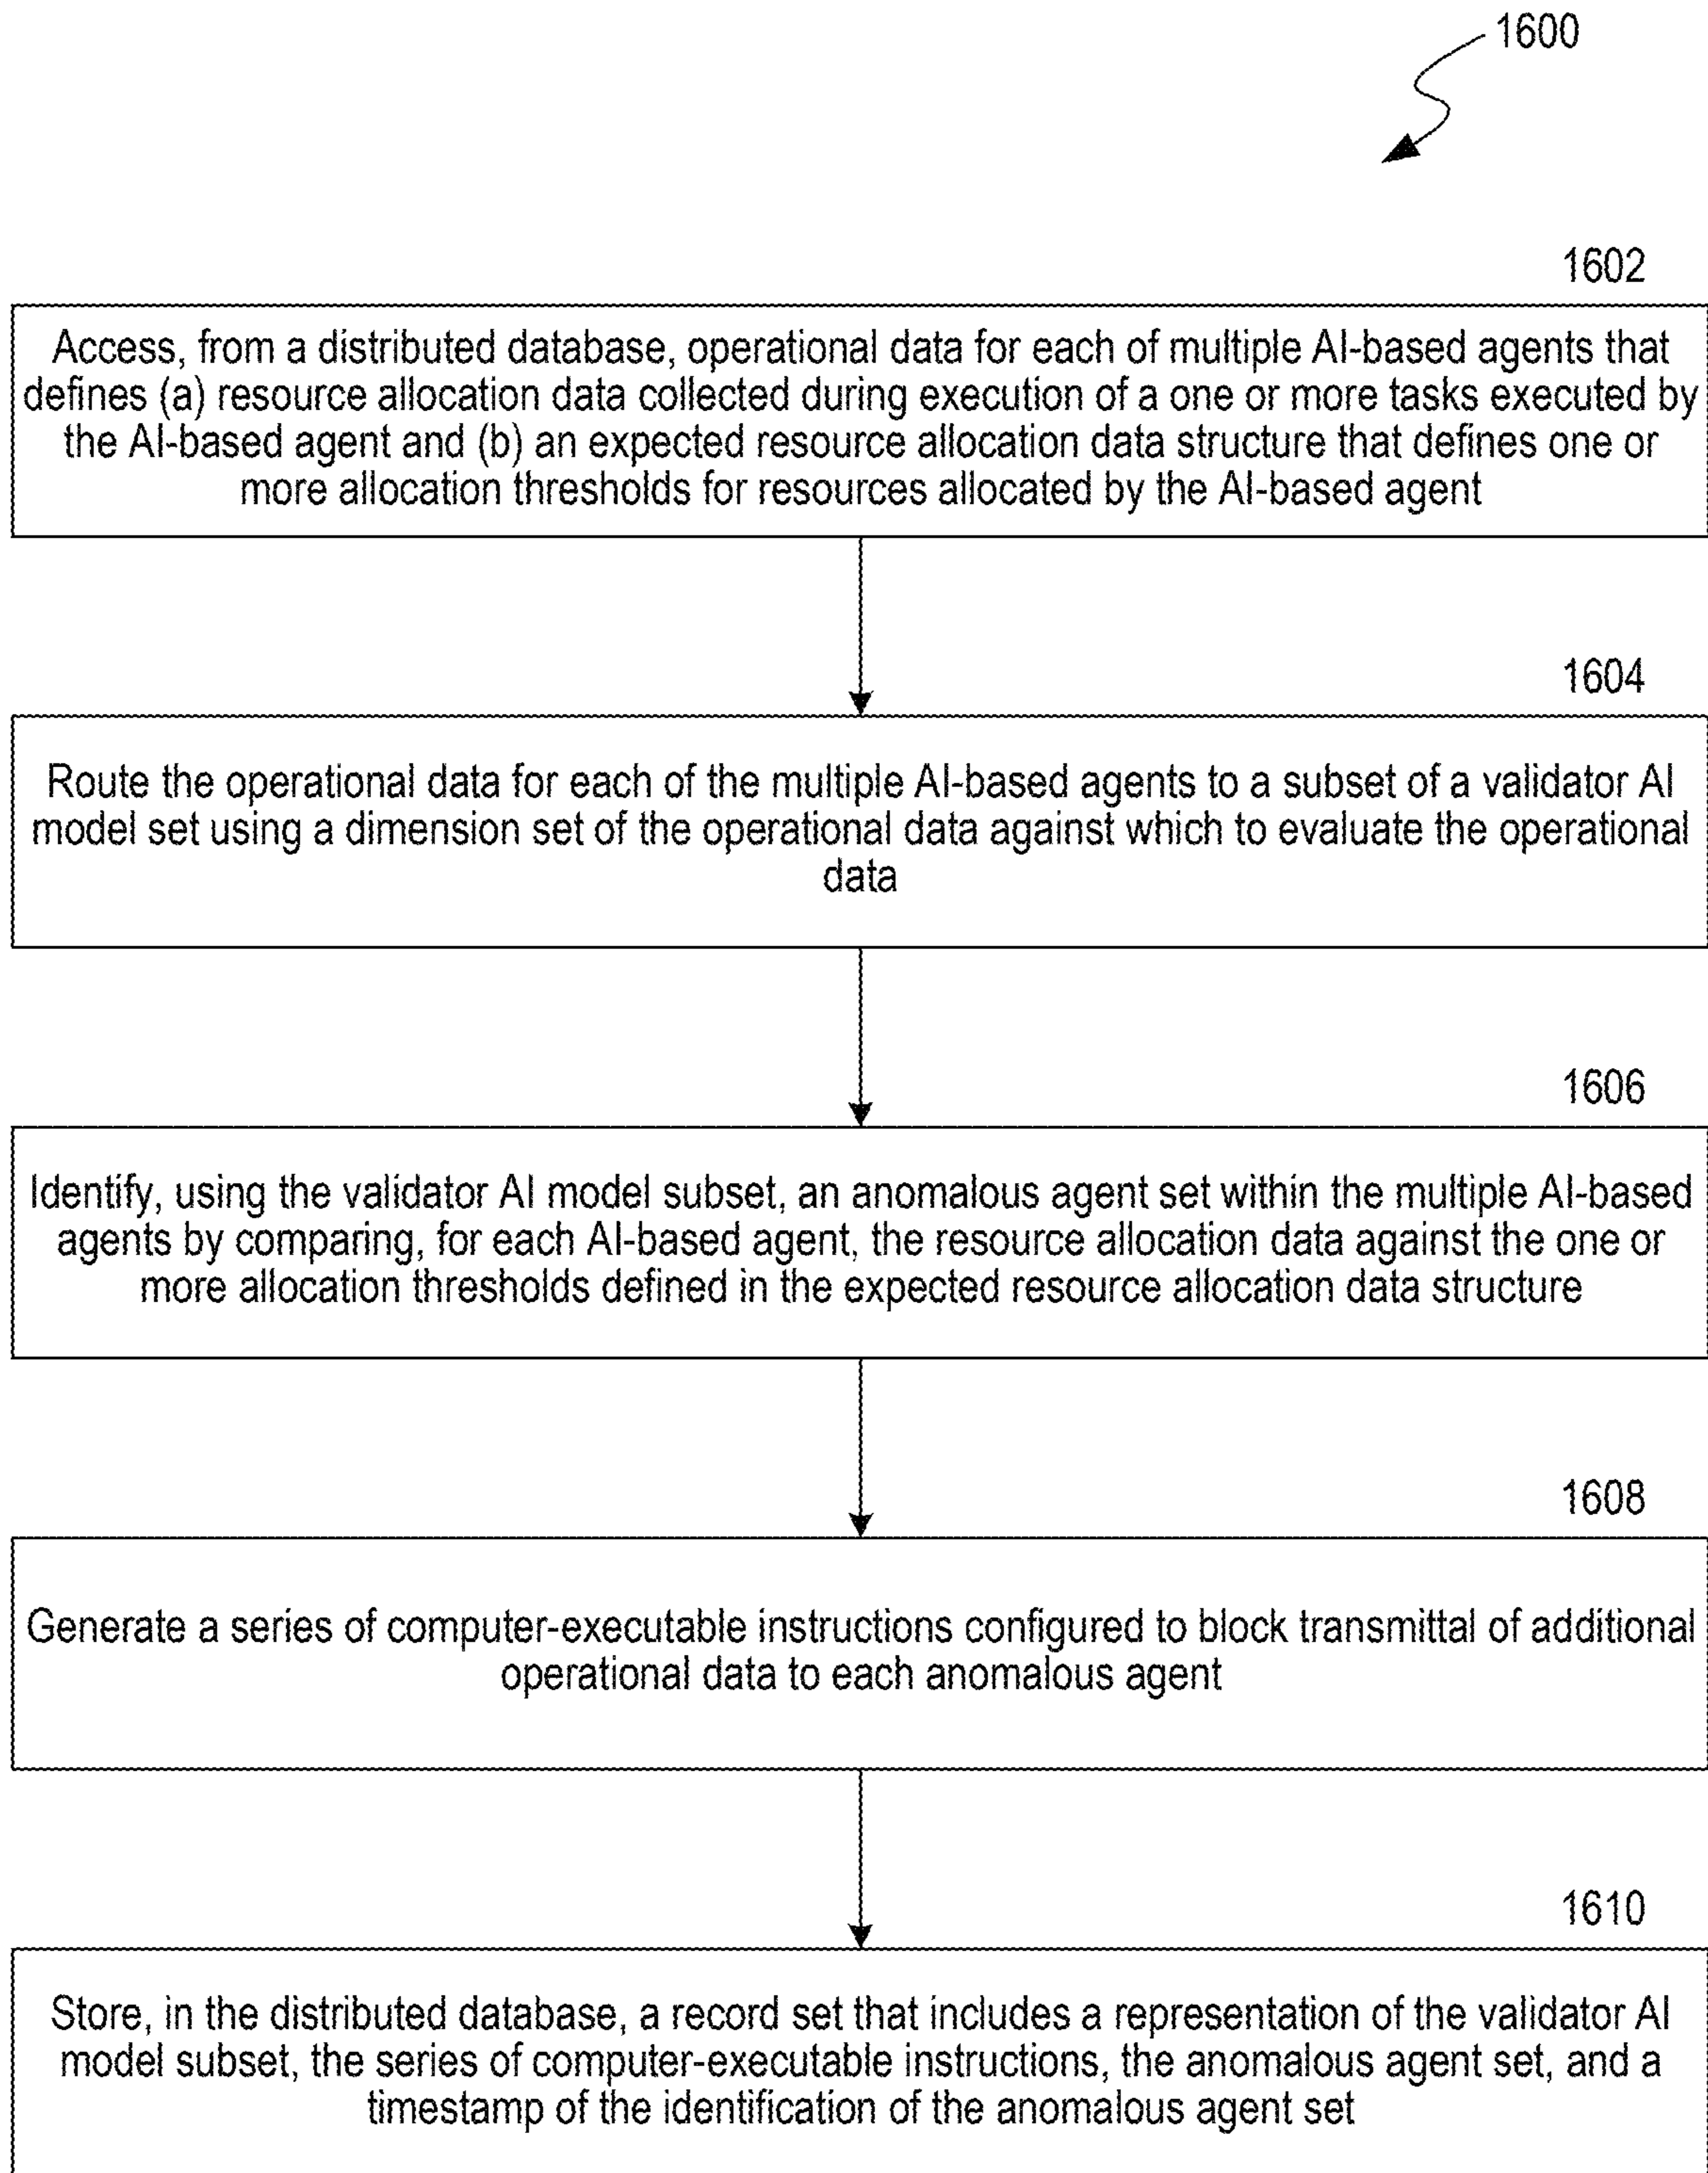 1600
1602
Access, from a distributed database, operational data for each of multiple AI-based agents that
defines (a) resource allocation data collected during execution of a one or more tasks executed by
the AI-based agent and (b) an expected resource allocation data structure that defines one or
more allocation thresholds for resources allocated by the AI-based agent
1604
Route the operational data for each of the multiple AI-based agents to a subset of a validator AI
model set using a dimension set of the operational data against which to evaluate the operational
data
1606
Identify, using the validator AI model subset, an anomalous agent set within the multiple AI-based
agents by comparing, for each AI-based agent, the resource allocation data against the one or
more allocation thresholds defined in the expected resource allocation data structure
1608
Generate a series of computer-executable instructions configured to block transmittal of additional
operational data to each anomalous agent
1610
Store, in the distributed database, a record set that includes a representation of the validator AI
model subset, the series of computer-executable instructions, the anomalous agent set, and a
timestamp of the identification of the anomalous agent set